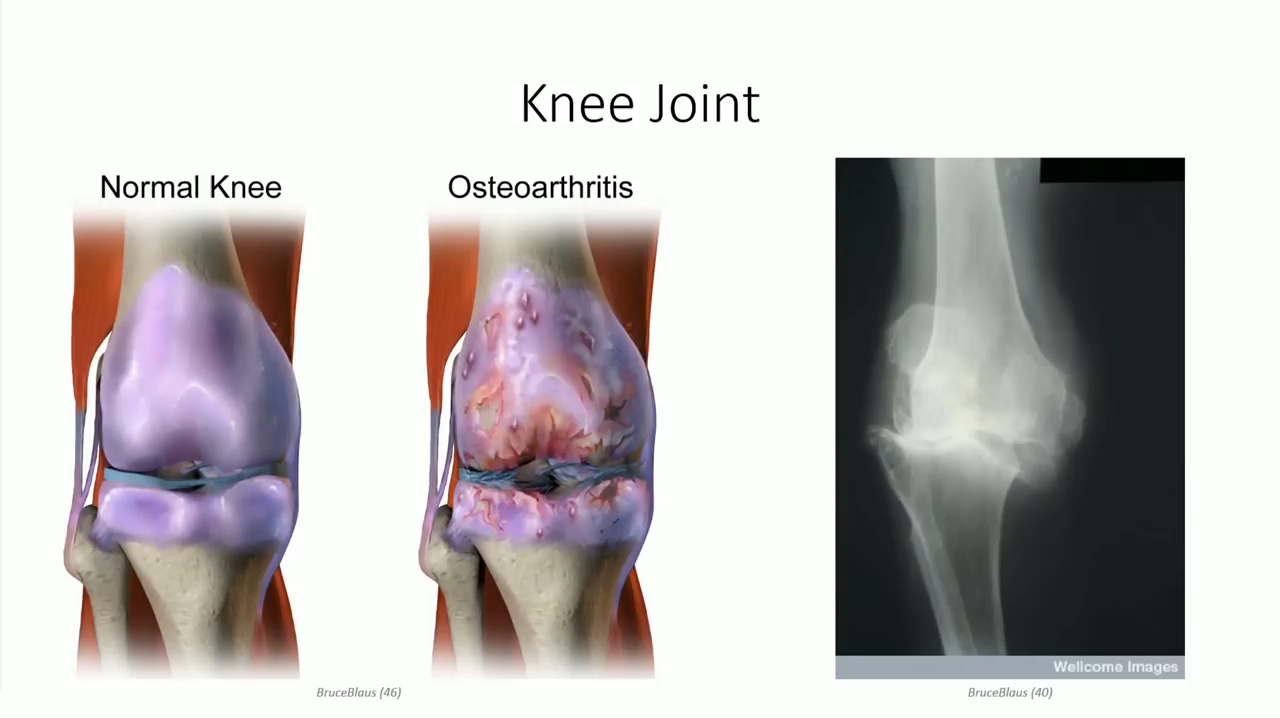 Knee Joint
Normal Knee
Osteoarthritis
Wellcome Images
BruceBlaus (46)
BruceBlaus (40)